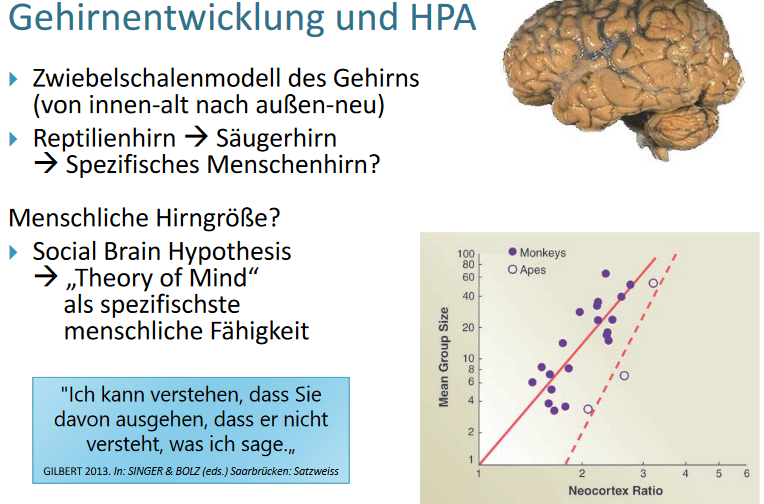 Gehirnentwicklung und HPA
Zwiebelschalenmodell des Gehirns
(von innen-alt nach außen-neu)
Reptilienhirn → Säugerhirn
→ Spezifisches Menschenhirn?
Menschliche Hirngröße?
Social Brain Hypothesis
→ „Theory of Mind“
als spezifischste
menschliche Fähigkeit
"Ich kann verstehen, dass Sie
davon ausgehen, dass er nicht
versteht, was ich sage.„
GILBERT 2013. In: SINGER & BOLZ (eds.) Saarbrücken: Satzweiss
Monkeys
Apes
Mean Group Size
100
80
60
40
20
10
8
6
4
2
1
1 2 3 4 5 6
Neocortex Ratio